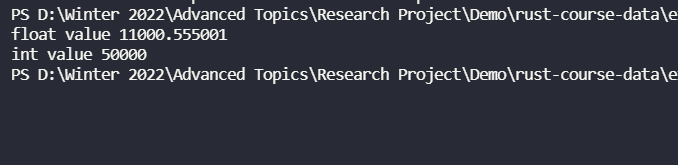 PS D:\Winter 2022\Advanced Topics\Research Project\Demo\rust-course-data\e
float value 11000.555001
int value 50000
PS D:\Winter 2022\Advanced Topics\Research Project\Demo\rust-course-data\e